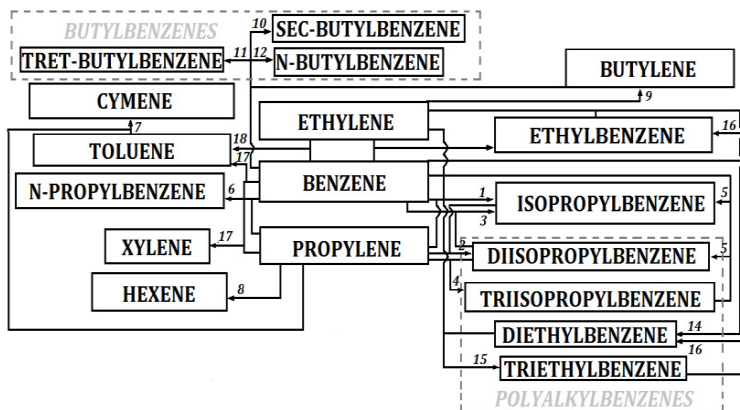 BUTYLBENZENES
10
SEC-BUTYLBENZENE
TRET-BUTYLBENZENE
11
12
N-BUTYLBENZENE
BUTYLENE
9
CYMENE
7
ETHYLENE
ETHYLBENZENE
16
TOLUENE
18
17
BENZENE
N-PROPYLBENZENE
6
1
3
ISOPROPYLBENZENE
5
XYLENE
17
PROPYLENE
2
DIISOPROPYLBENZENE
5
HEXENE
8
4
TRIISOPROPYLBENZENE
DIETHYLBENZENE
14
16
15
TRIETHYLBENZENE
POLYALKYLBENZENES